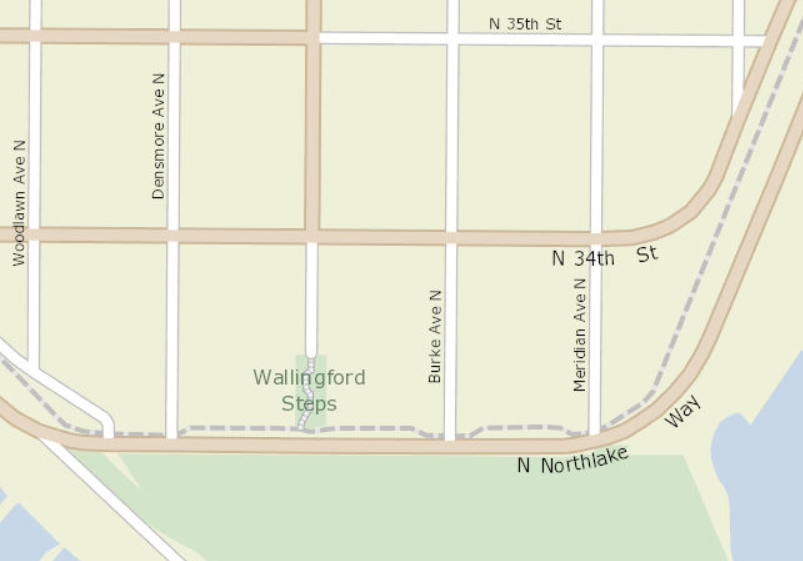 N 35th St
Densmore Ave N
Woodlawn Ave N
N 34th St
Burke Ave N
Meridian Ave N
Wallingford
Steps
N Northlake Way